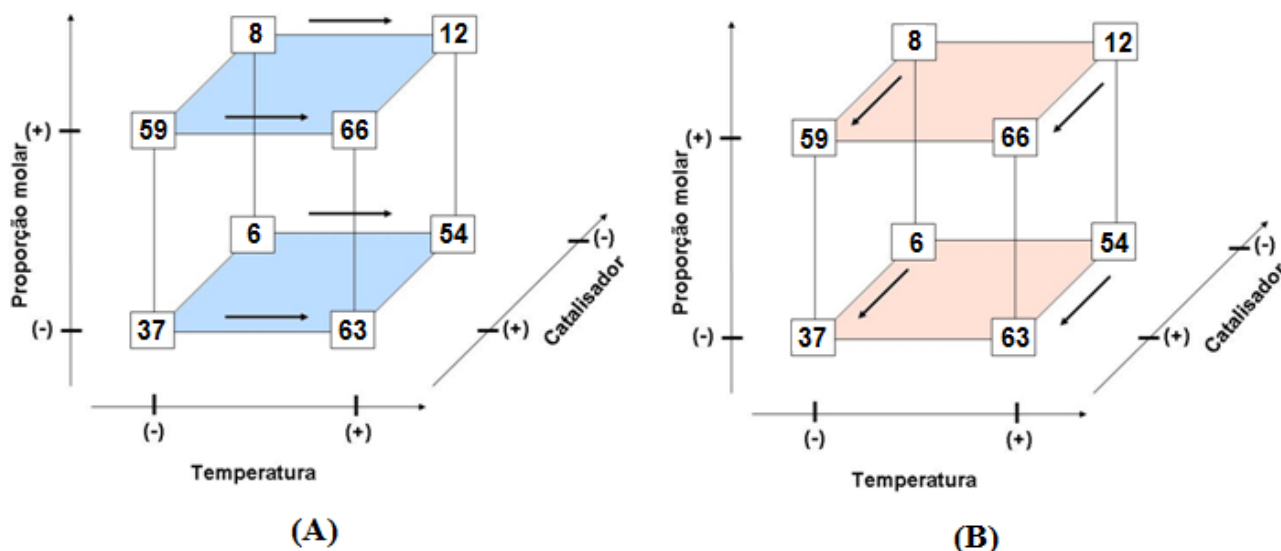 8 12
59 66
(+)
Proporção molar
6 54
(-)
37 63
(-)
(+)
Catalisador
(-) (+)
Temperatura
(A)
8 12
59 66
(+)
Proporção molar
6 54
(-)
37 63
(-)
(+)
Catalisador
(-) (+)
Temperatura
(B)